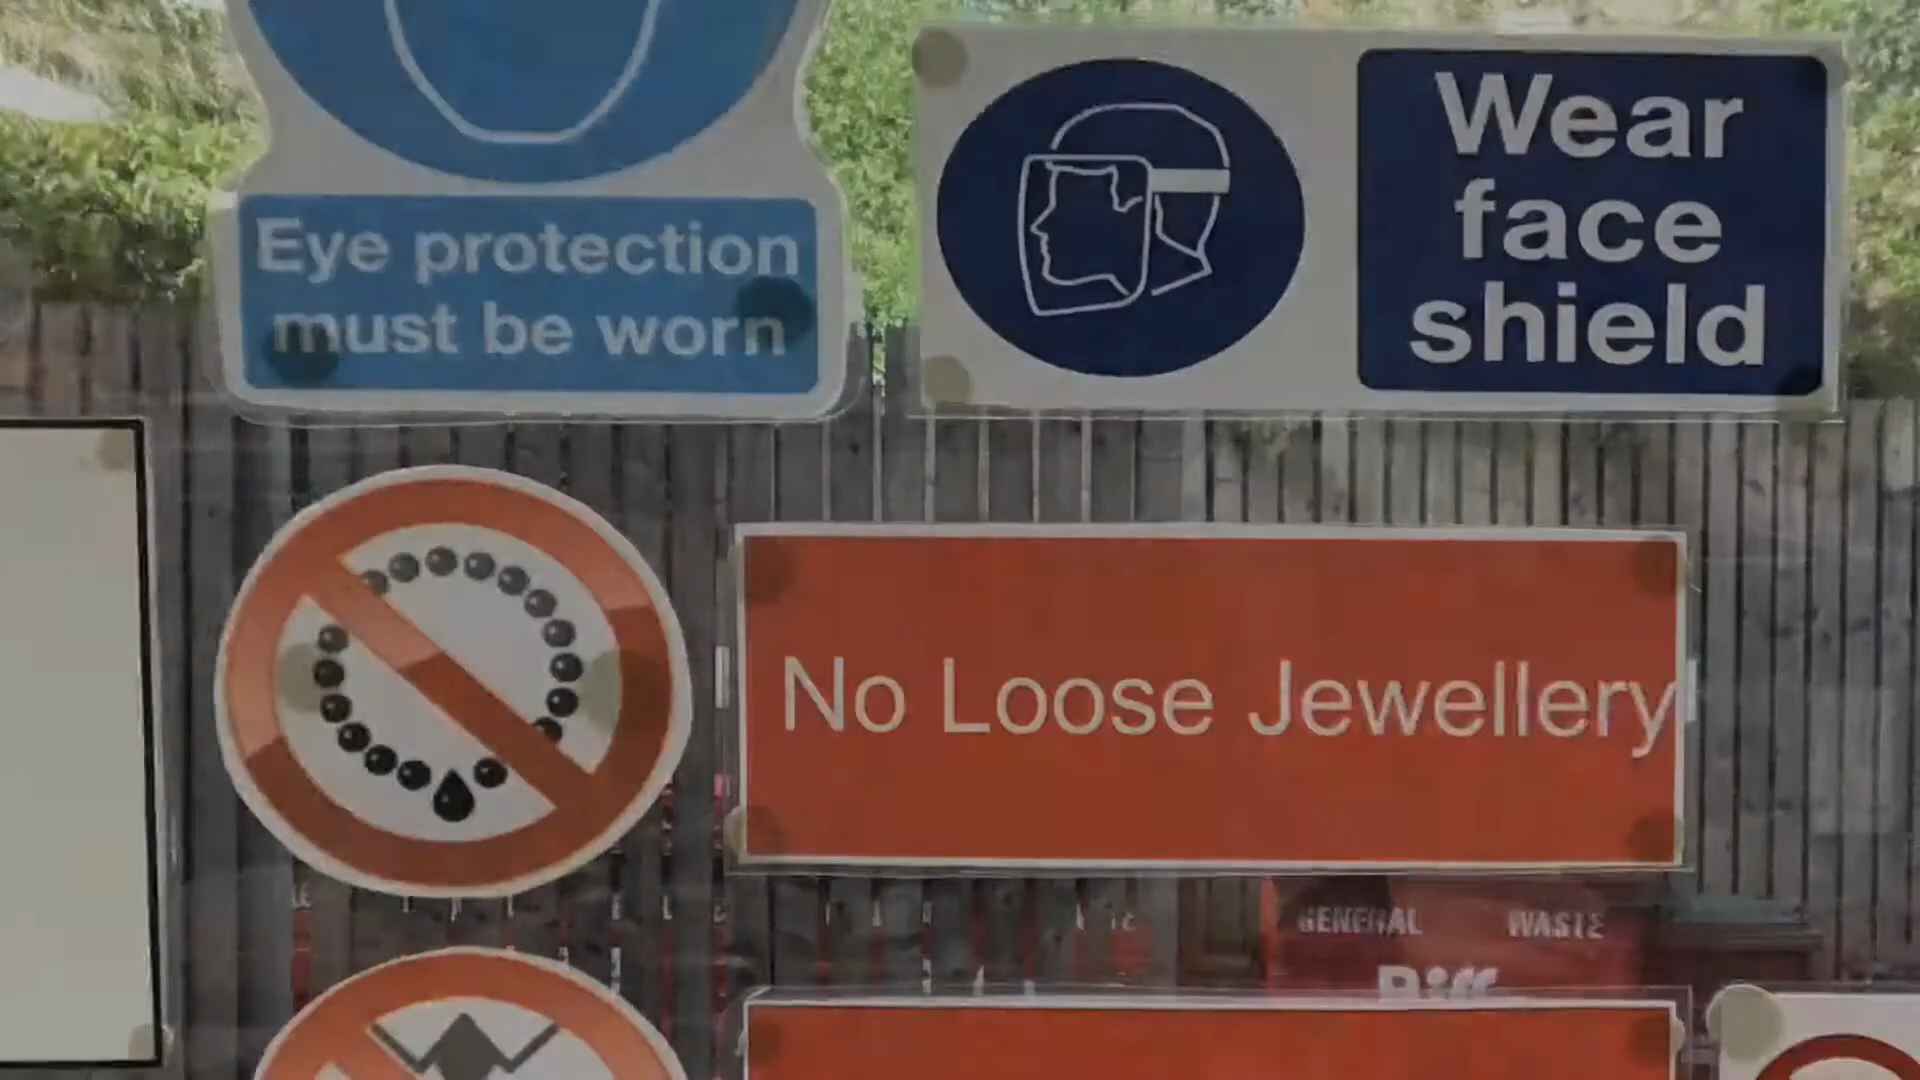 Eye protection
must be worn
Wear
face
shield
No Loose Jewellery
GENERAL WASTE